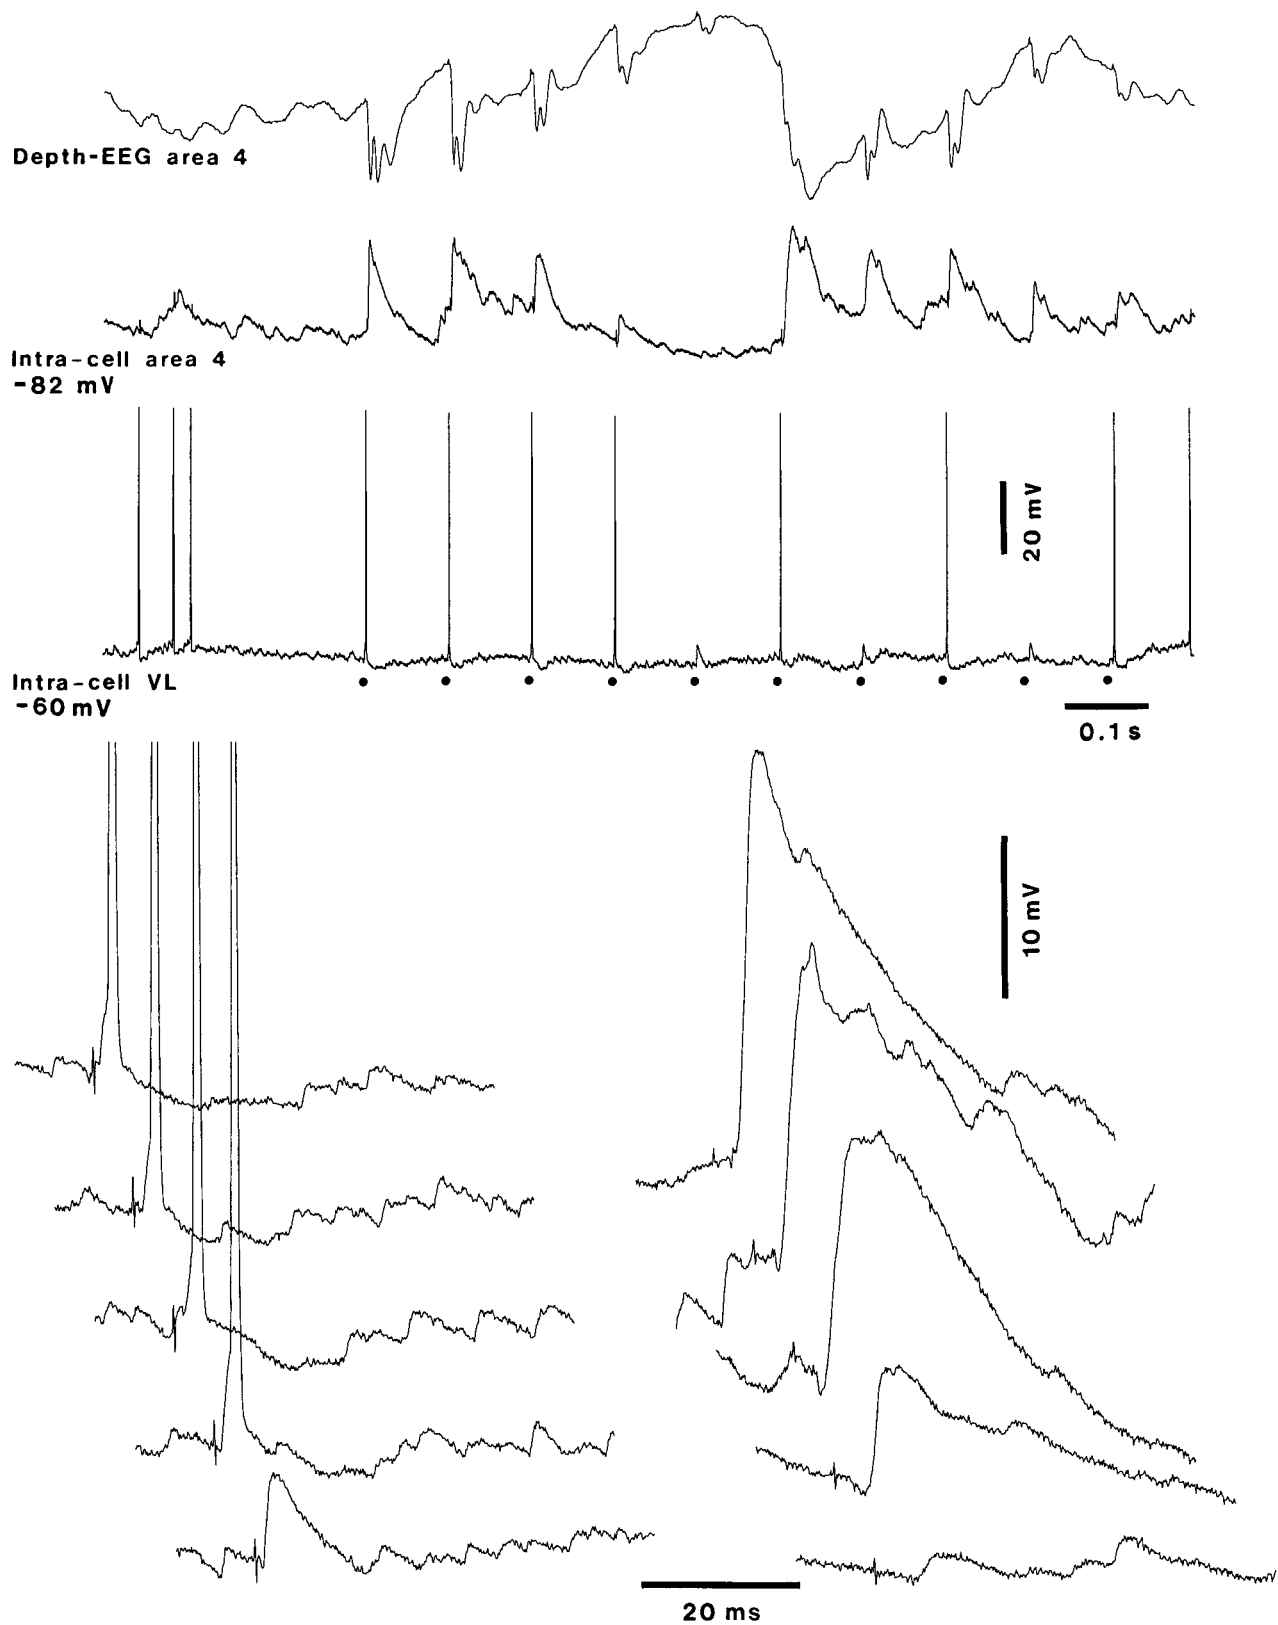 Depth-EEG area 4
Intra-cell area 4
-82 mV
20 mV
Intra-cell VL
-60 mV
0.1 s
10 mV
20 ms